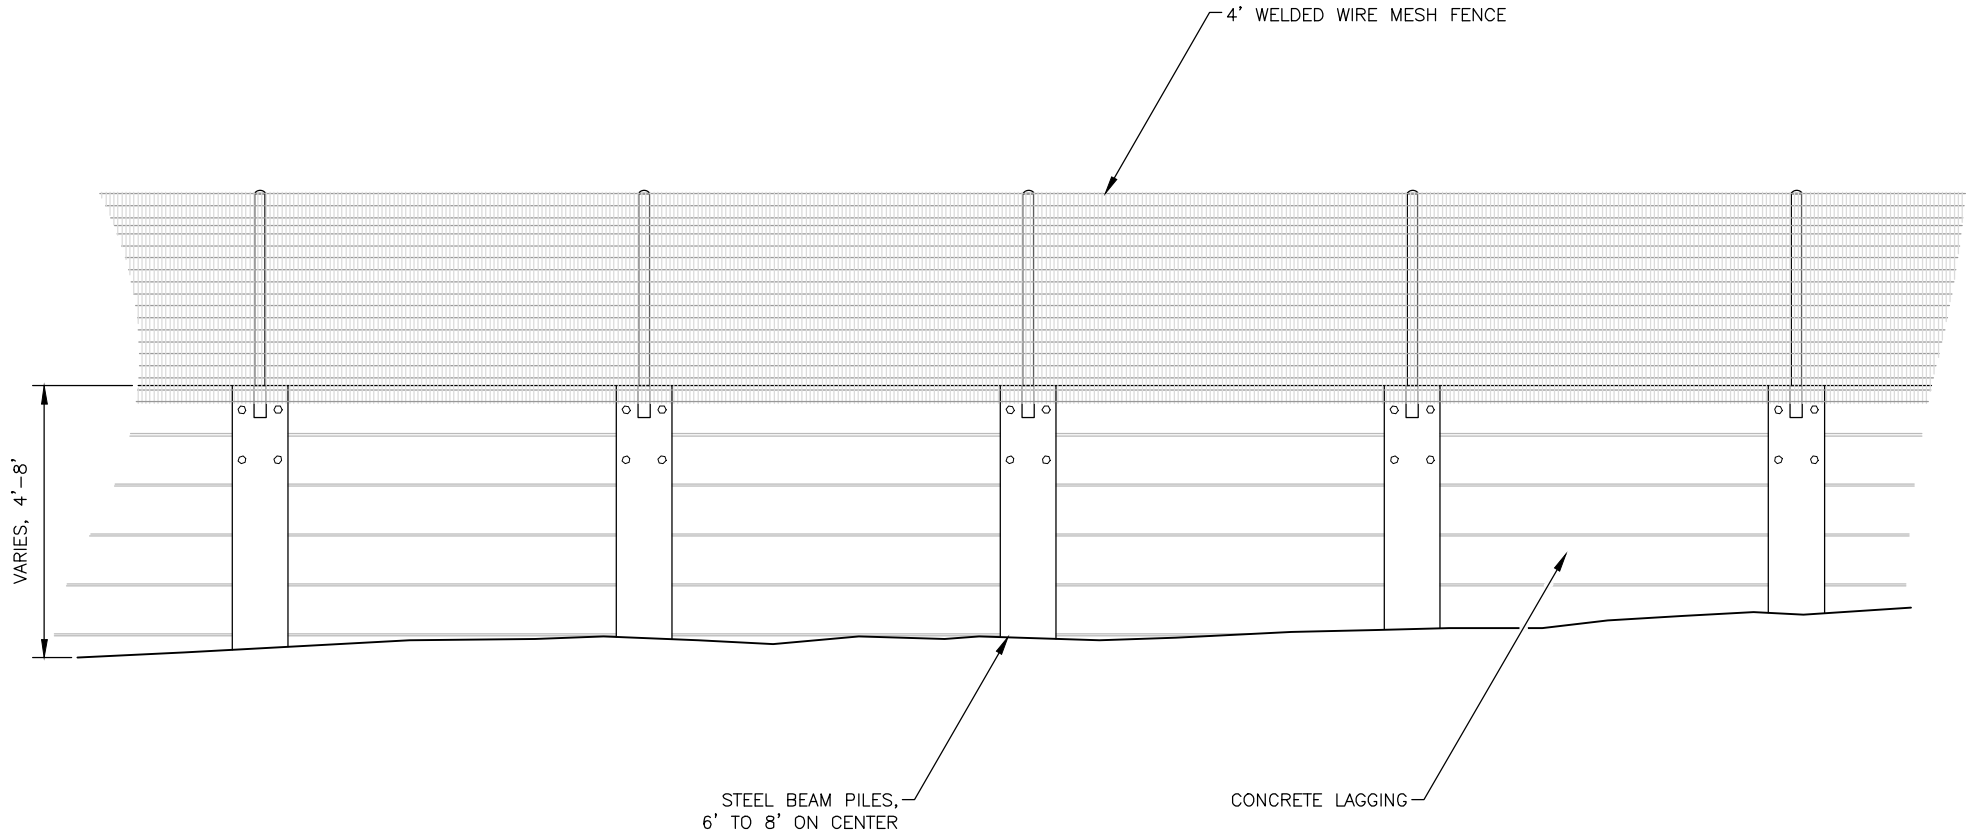 4' WELDED WIRE MESH FENCE
VARIES, 4'-8'
STEEL BEAM PILES,
6' TO 8' ON CENTER
CONCRETE LAGGING